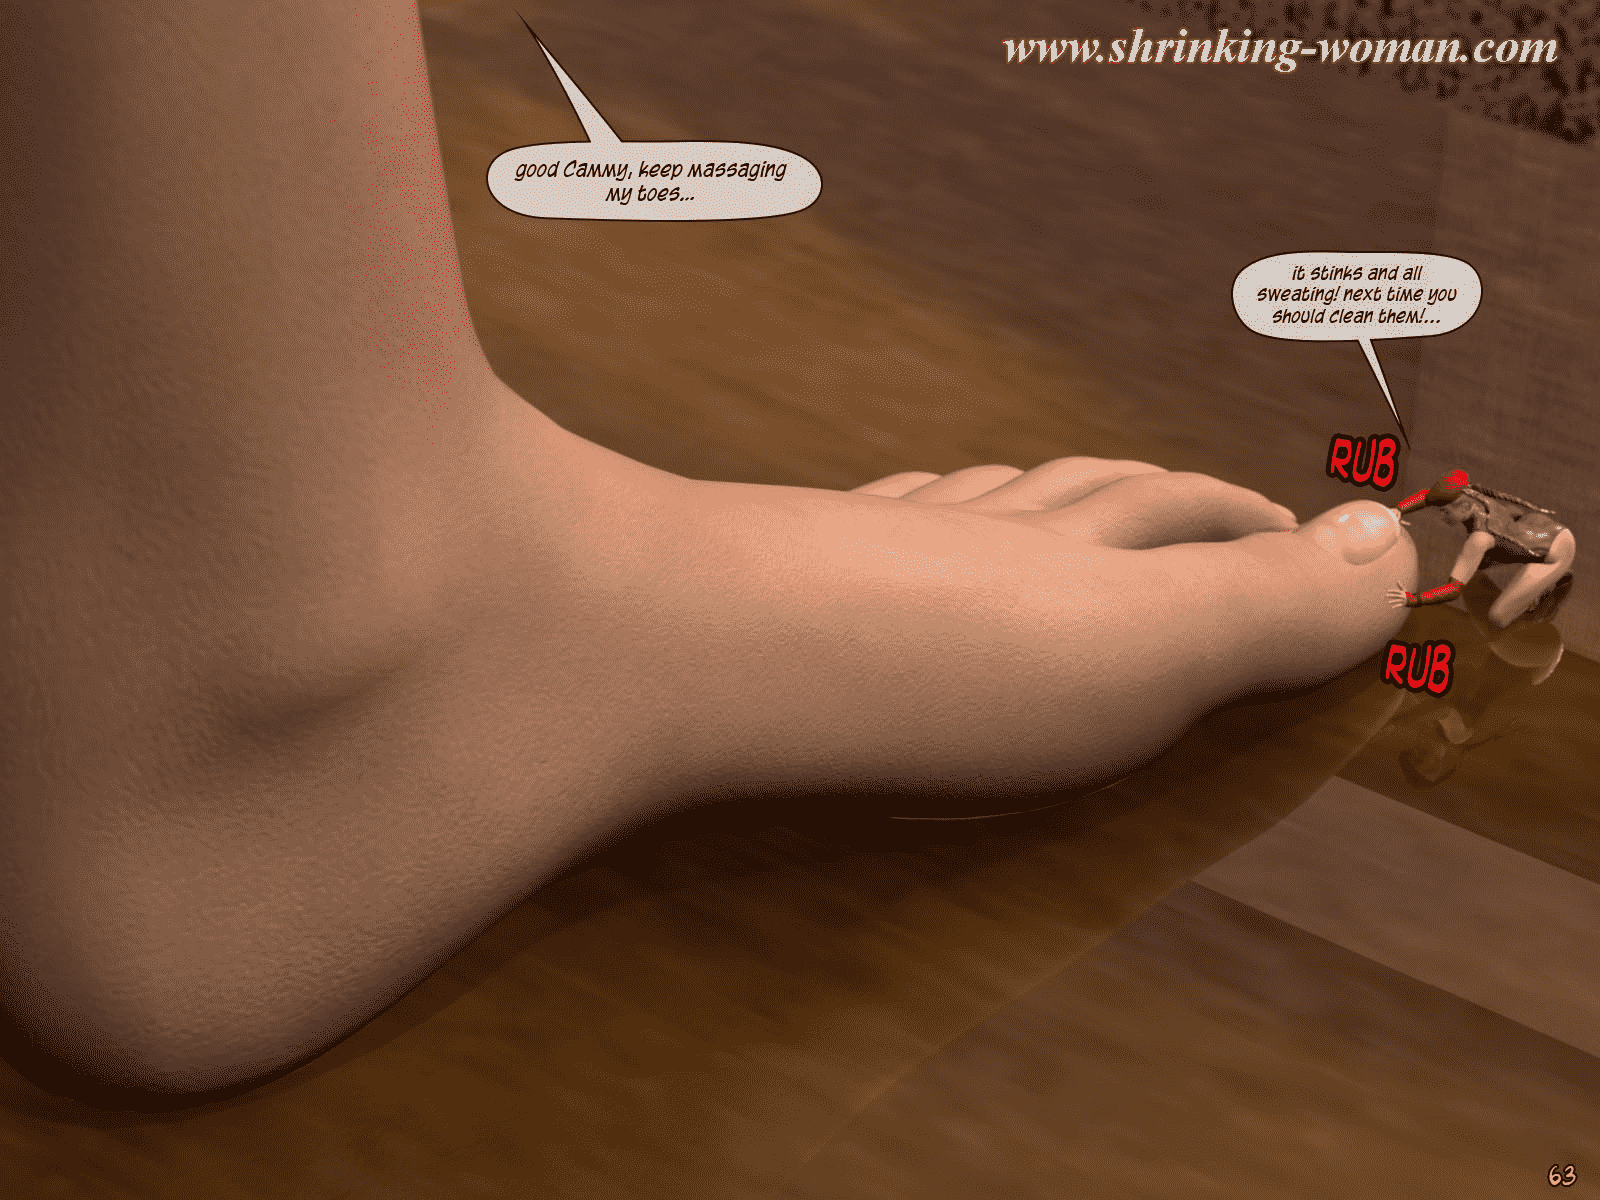 www.shrinking-woman.com
good Cammy, keep massaging
my toes...
it stinks and all
sweating! next time you
should clean them!...
RUB
RUB
63